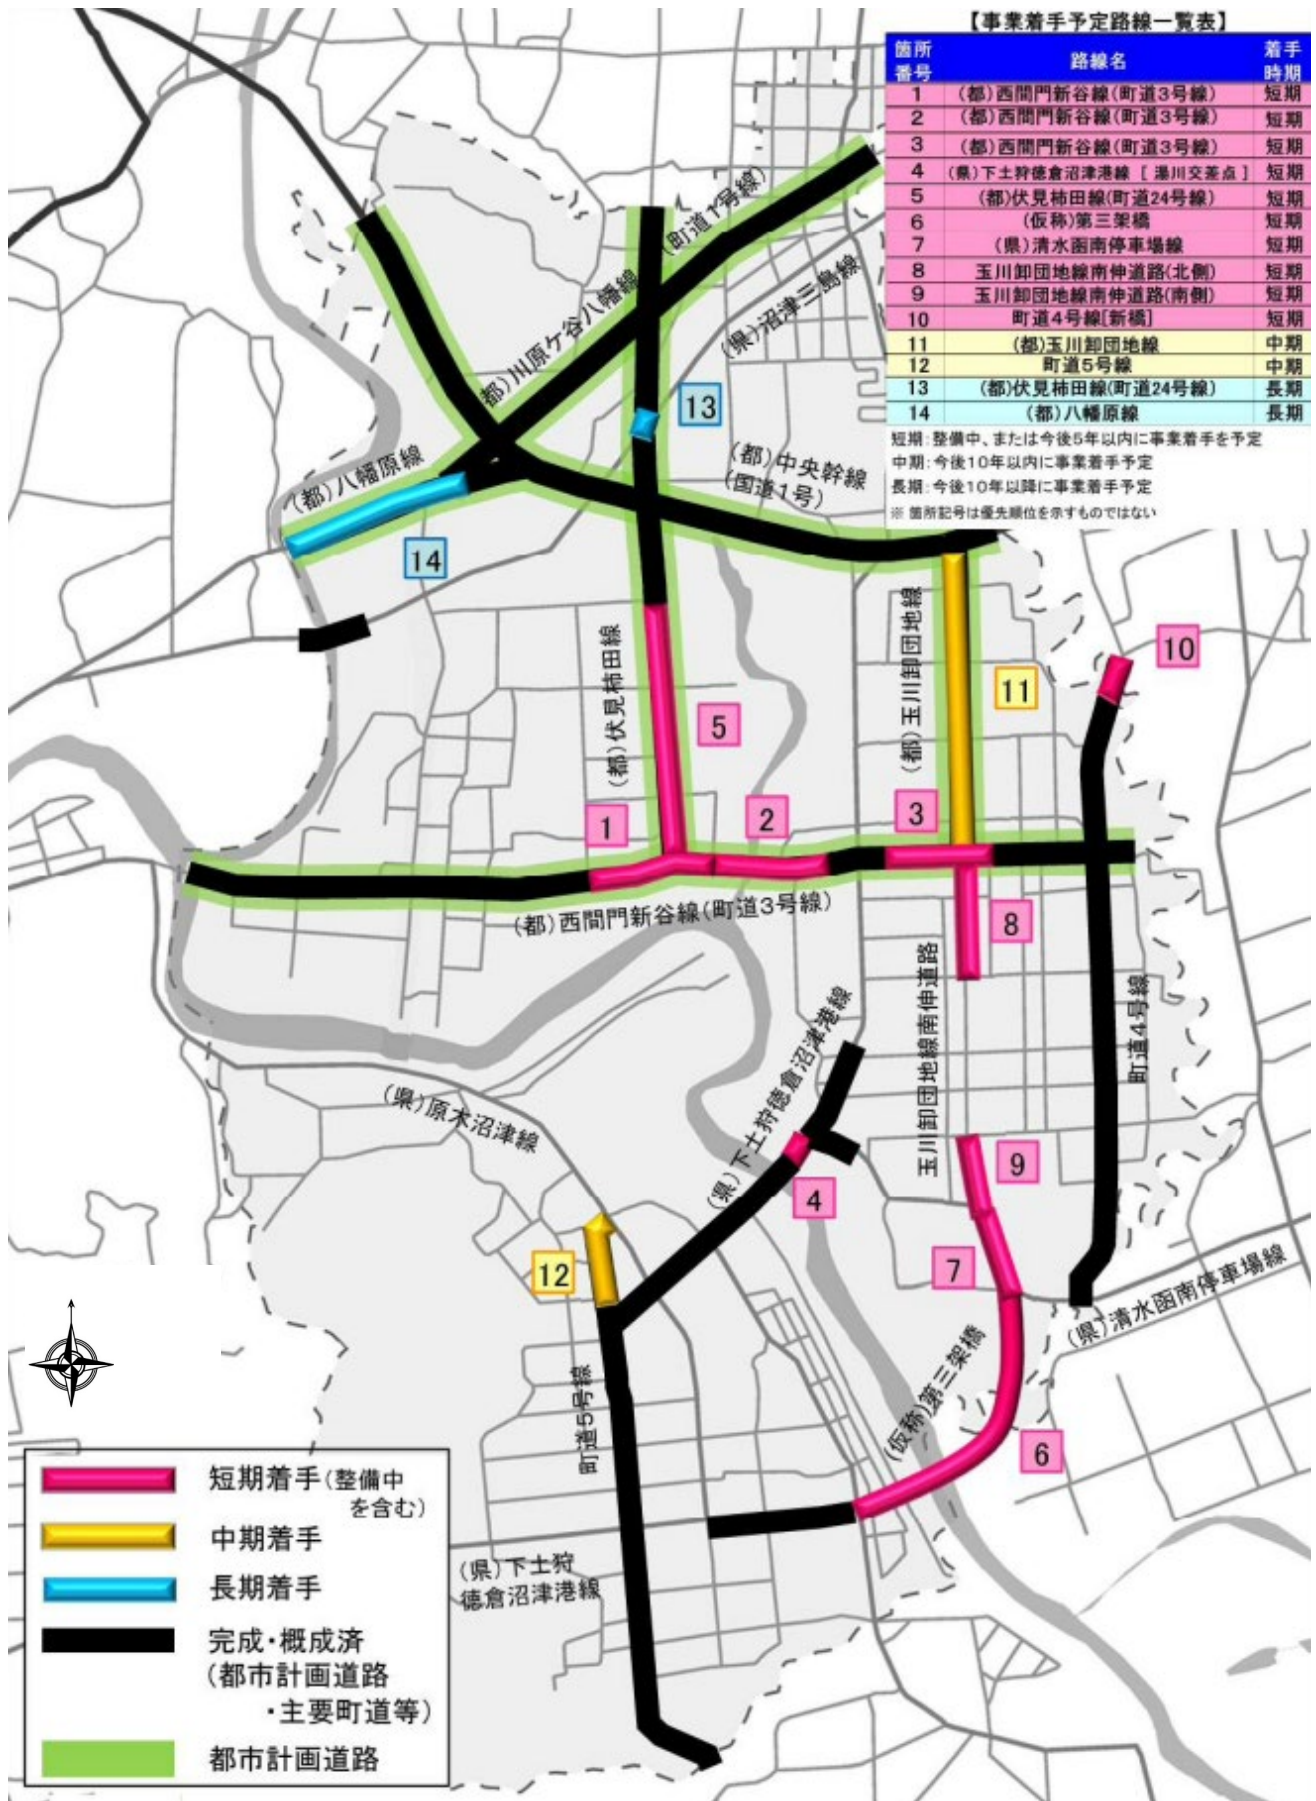 【事業着手予定路線一覧表】
箇所番号 路線名 着手時期
1 (都)西間門新谷線(町道3号線) 短期
2 (都)西間門新谷線(町道3号線) 短期
3 (都)西間門新谷線(町道3号線) 短期
4 (県)下土狩徳倉沼津港線 [ 湯川交差点 ] 短期
5 (都)伏見柿田線(町道24号線) 短期
6 (仮称)第三架橋 短期
7 (県)清水函南停車場線 短期
8 玉川卸団地線南伸道路(北側) 短期
9 玉川卸団地線南伸道路(南側) 短期
10 町道4号線[新橋] 短期
11 (都)玉川卸団地線 中期
12 町道5号線 中期
13 (都)伏見柿田線(町道24号線) 長期
14 (都)八幡原線 長期
短期:整備中、または今後5年以内に事業着手を予定
中期:今後10年以内に事業着手予定
長期:今後10年以降に事業着手予定
※ 箇所記号は優先順位を示すものではない
(都)川原ケ谷八幡線 (町道1号線)
(県)沼津三島線
13
(都)中央幹線
(国道1号)
(都)八幡原線
14
(都)伏見柿田線
(都)玉川卸団地線
10
11
5
1
2
3
(都)西間門新谷線(町道3号線)
8
玉川卸団地線南伸道路
町道4号線
(県)下土狩徳倉沼津港線
(県)原木沼津線
9
4
12
7
(県)清水函南停車場線
(仮称)第三架橋
町道5号線
6
(県)下土狩
徳倉沼津港線
短期着手(整備中
を含む)
中期着手
長期着手
完成・概成済
(都市計画道路
・主要町道等)
都市計画道路